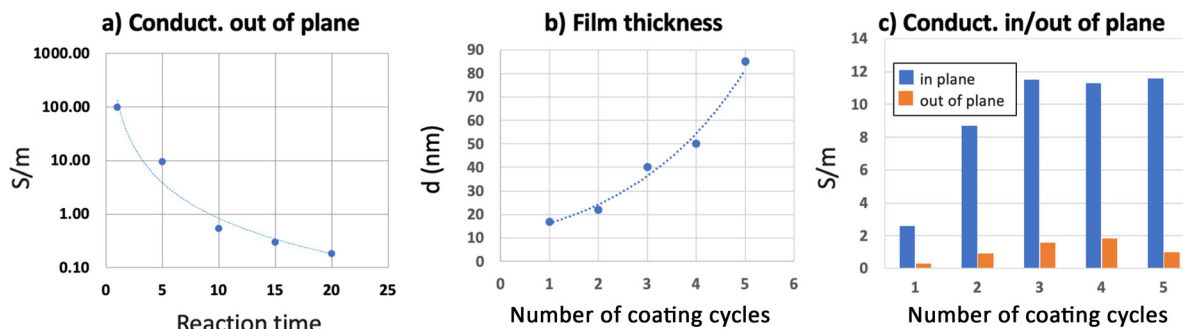 a) Conduct. out of plane
1000.00
100.00
10.00
1.00
0.10
S/m
0 5 10 15 20 25
Reaction time
b) Film thickness
90
80
70
60
50
40
30
20
10
0
d (nm)
0 1 2 3 4 5 6
Number of coating cycles
c) Conduct. in/out of plane
14
12
10
8
6
4
2
0
S/m
in plane
out of plane
1 2 3 4 5
Number of coating cycles